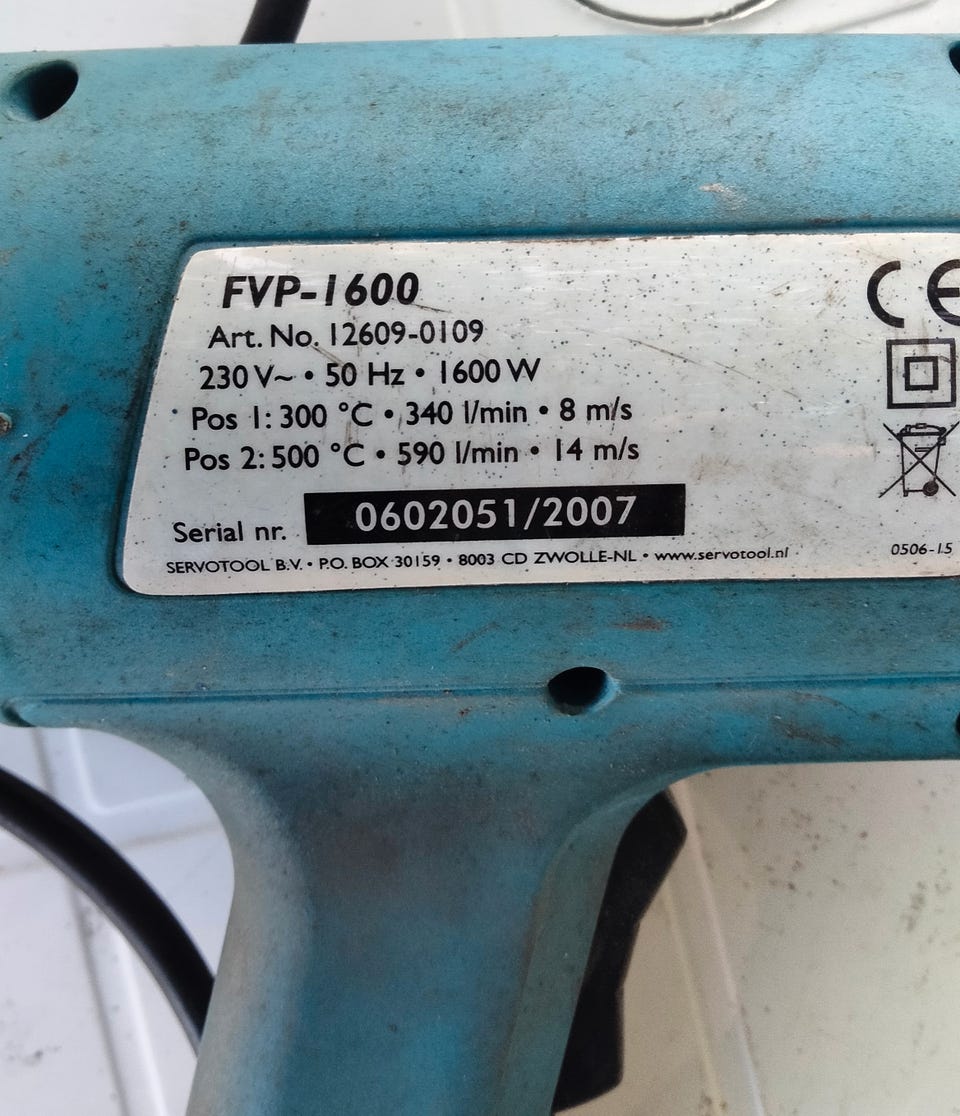 FVP-1600
Art. No. 12609-0109
230 V~ • 50 Hz • 1600 W
Pos 1: 300 °C • 340 l/min • 8 m/s
Pos 2: 500 °C • 590 l/min • 14 m/s
Serial nr. 0602051/2007
SERVOTOOL B.V. • P.O. BOX 30159 • 8003 CD ZWOLLE-NL • www.servotool.nl
CE
0506-15